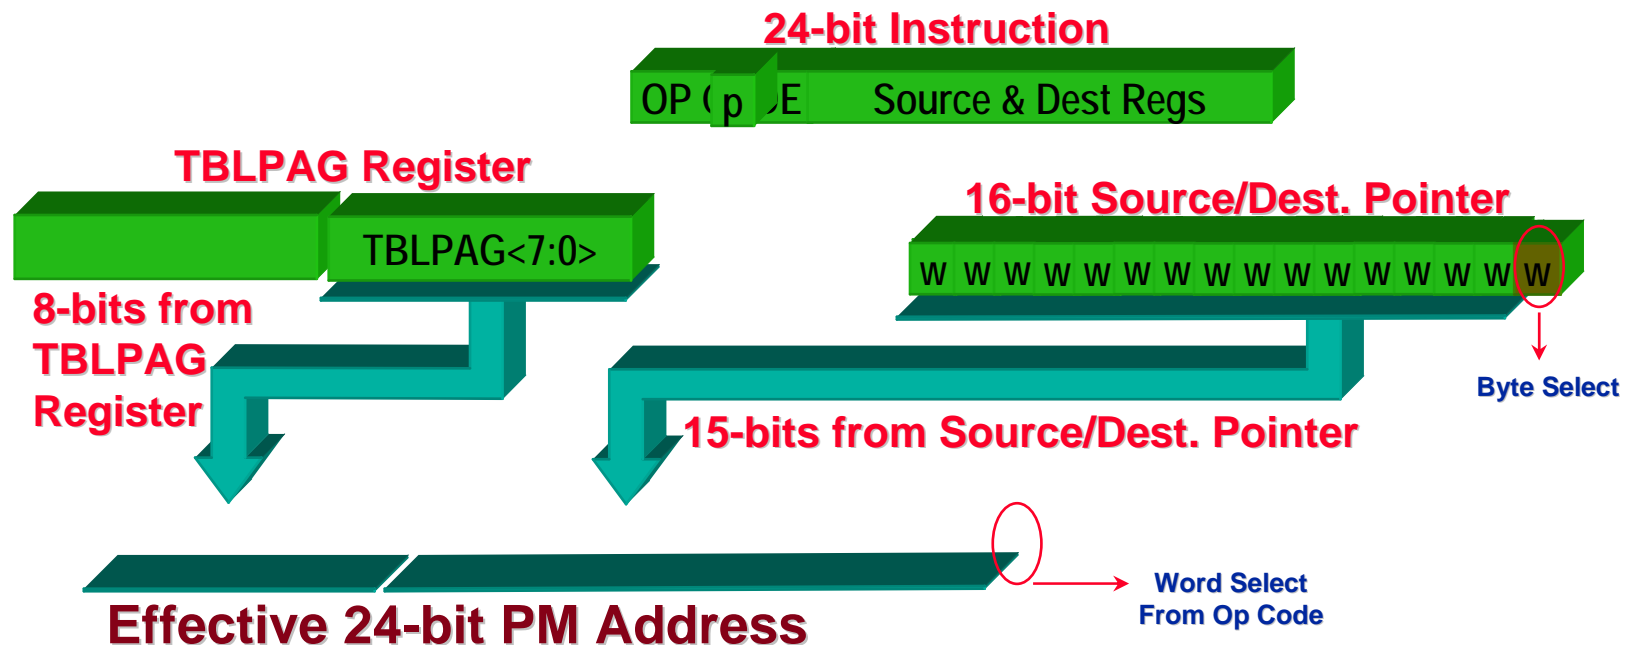 24-bit Instruction
OP p DE Source & Dest Regs
TBLPAG Register
16-bit Source/Dest. Pointer
TBLPAG<7:0>
W W W W W W W W W W W W W W W W
8-bits from
TBLPAG
Register
Byte Select
15-bits from Source/Dest. Pointer
Word Select
From Op Code
Effective 24-bit PM Address